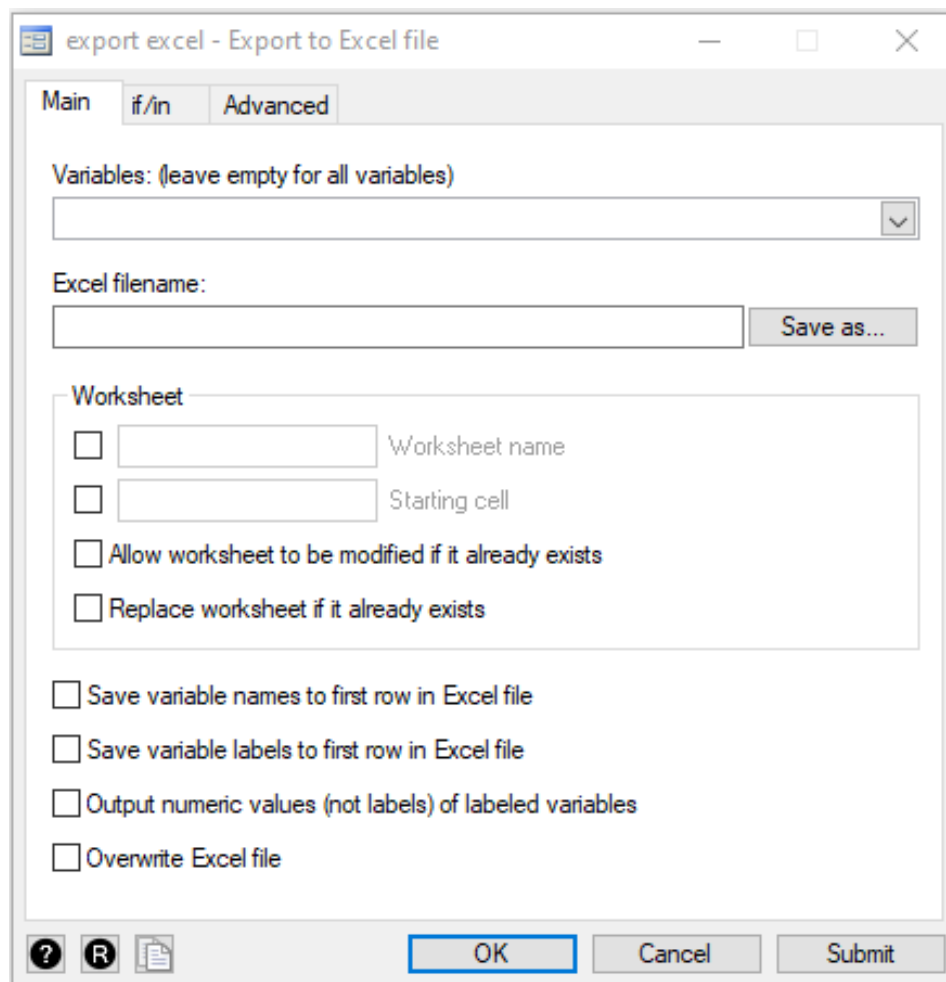 export excel - Export to Excel file
Main if/in Advanced
Variables: (leave empty for all variables)
Excel filename:
Save as...
Worksheet
Worksheet name
Starting cell
Allow worksheet to be modified if it already exists
Replace worksheet if it already exists
Save variable names to first row in Excel file
Save variable labels to first row in Excel file
Output numeric values (not labels) of labeled variables
Overwrite Excel file
? R OK Cancel Submit